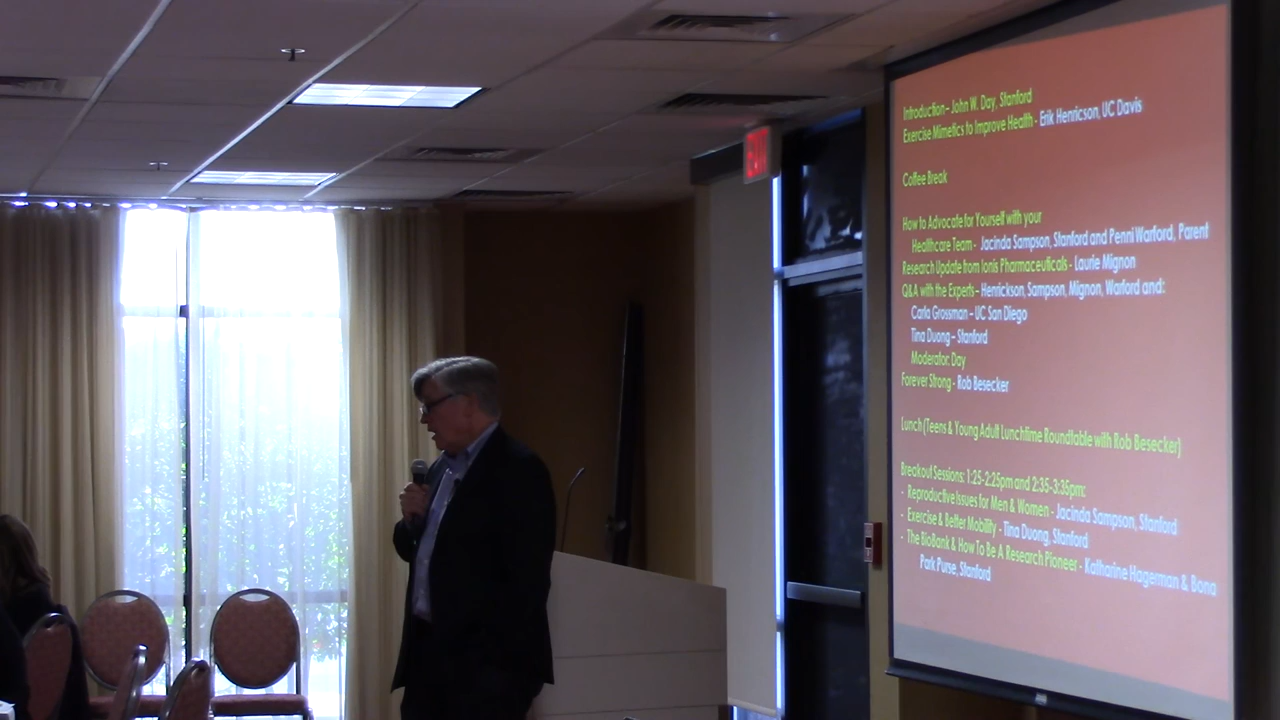 EXIT
Introduction - John W. Day, Stanford
Exercise Mimetics to Improve Health - Erik Henricson, UC Davis
Coffee Break
How to Advocate for Yourself with your
Healthcare Team - Jacinda Sampson, Stanford and Penni Warford, Parent
Research Update from Ionis Pharmaceuticals - Laurie Mignon
Q&A with the Experts - Henrickson, Sampson, Mignon, Warford and:
Carla Grossman - UC San Diego
Tina Duong - Stanford
Moderator: Day
Forever Strong - Rob Besecker
Lunch (Teens & Young Adult Lunchtime Roundtable with Rob Besecker)
Breakout Sessions: 1:25-2:25pm and 2:35-3:35pm:
- Reproductive Issues for Men & Women - Jacinda Sampson, Stanford
- Exercise & Better Mobility - Tina Duong, Stanford
- The BioBank & How To Be A Research Pioneer - Katharine Hagerman & Bona
Park Purse, Stanford